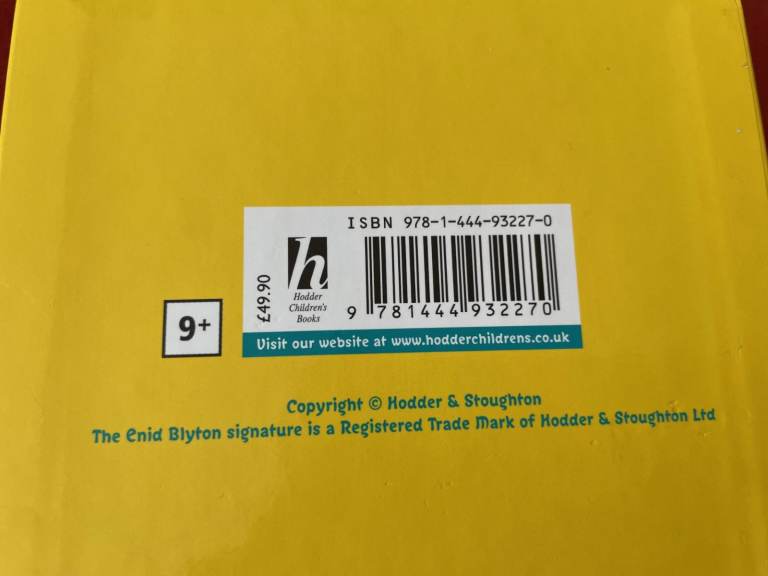 ISBN 978-1-444-93227-0
£49.90
h
Hodder
Children's
Books
9 781444 932270
9+
Visit our website at www.hodderchildrens.co.uk
Copyright © Hodder & Stoughton
The Enid Blyton signature is a Registered Trade Mark of Hodder & Stoughton Ltd